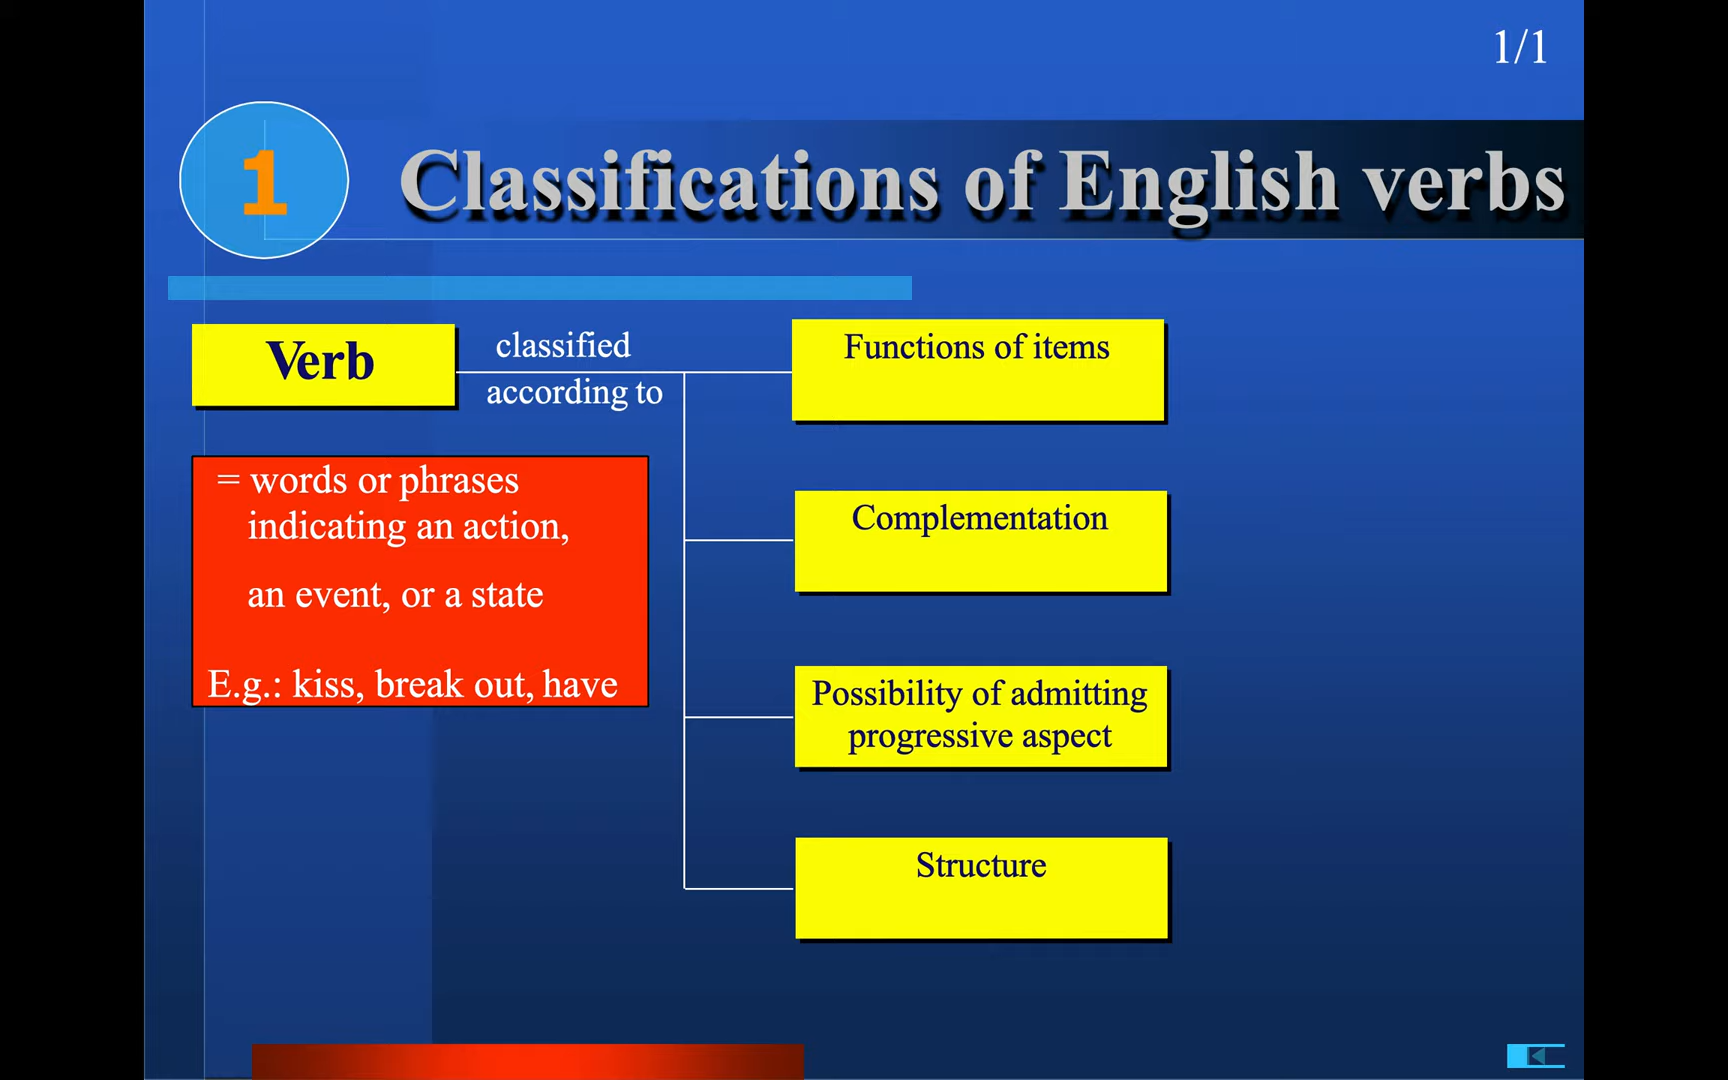 1/1
1
Classifications of English verbs
Verb
classified
according to
= words or phrases
indicating an action,
an event, or a state
E.g.: kiss, break out, have
Functions of items
Complementation
Possibility of admitting
progressive aspect
Structure